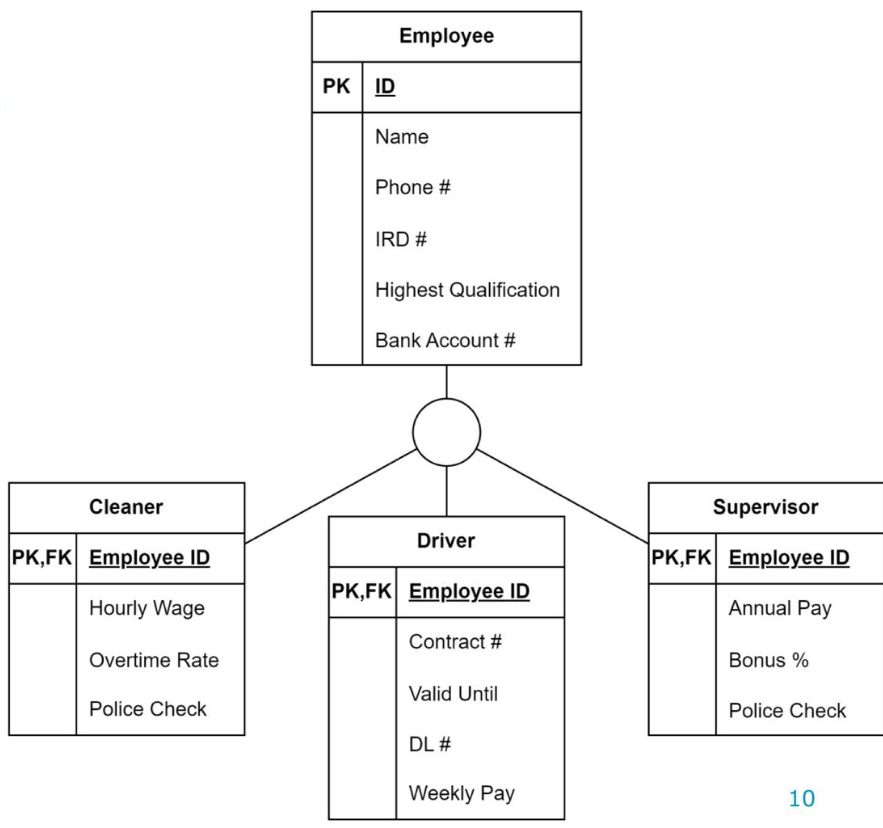 Employee
PK ID
Name
Phone #
IRD #
Highest Qualification
Bank Account #
Cleaner
PK,FK Employee ID
Hourly Wage
Overtime Rate
Police Check
Driver
PK,FK Employee ID
Contract #
Valid Until
DL #
Weekly Pay
Supervisor
PK,FK Employee ID
Annual Pay
Bonus %
Police Check
10